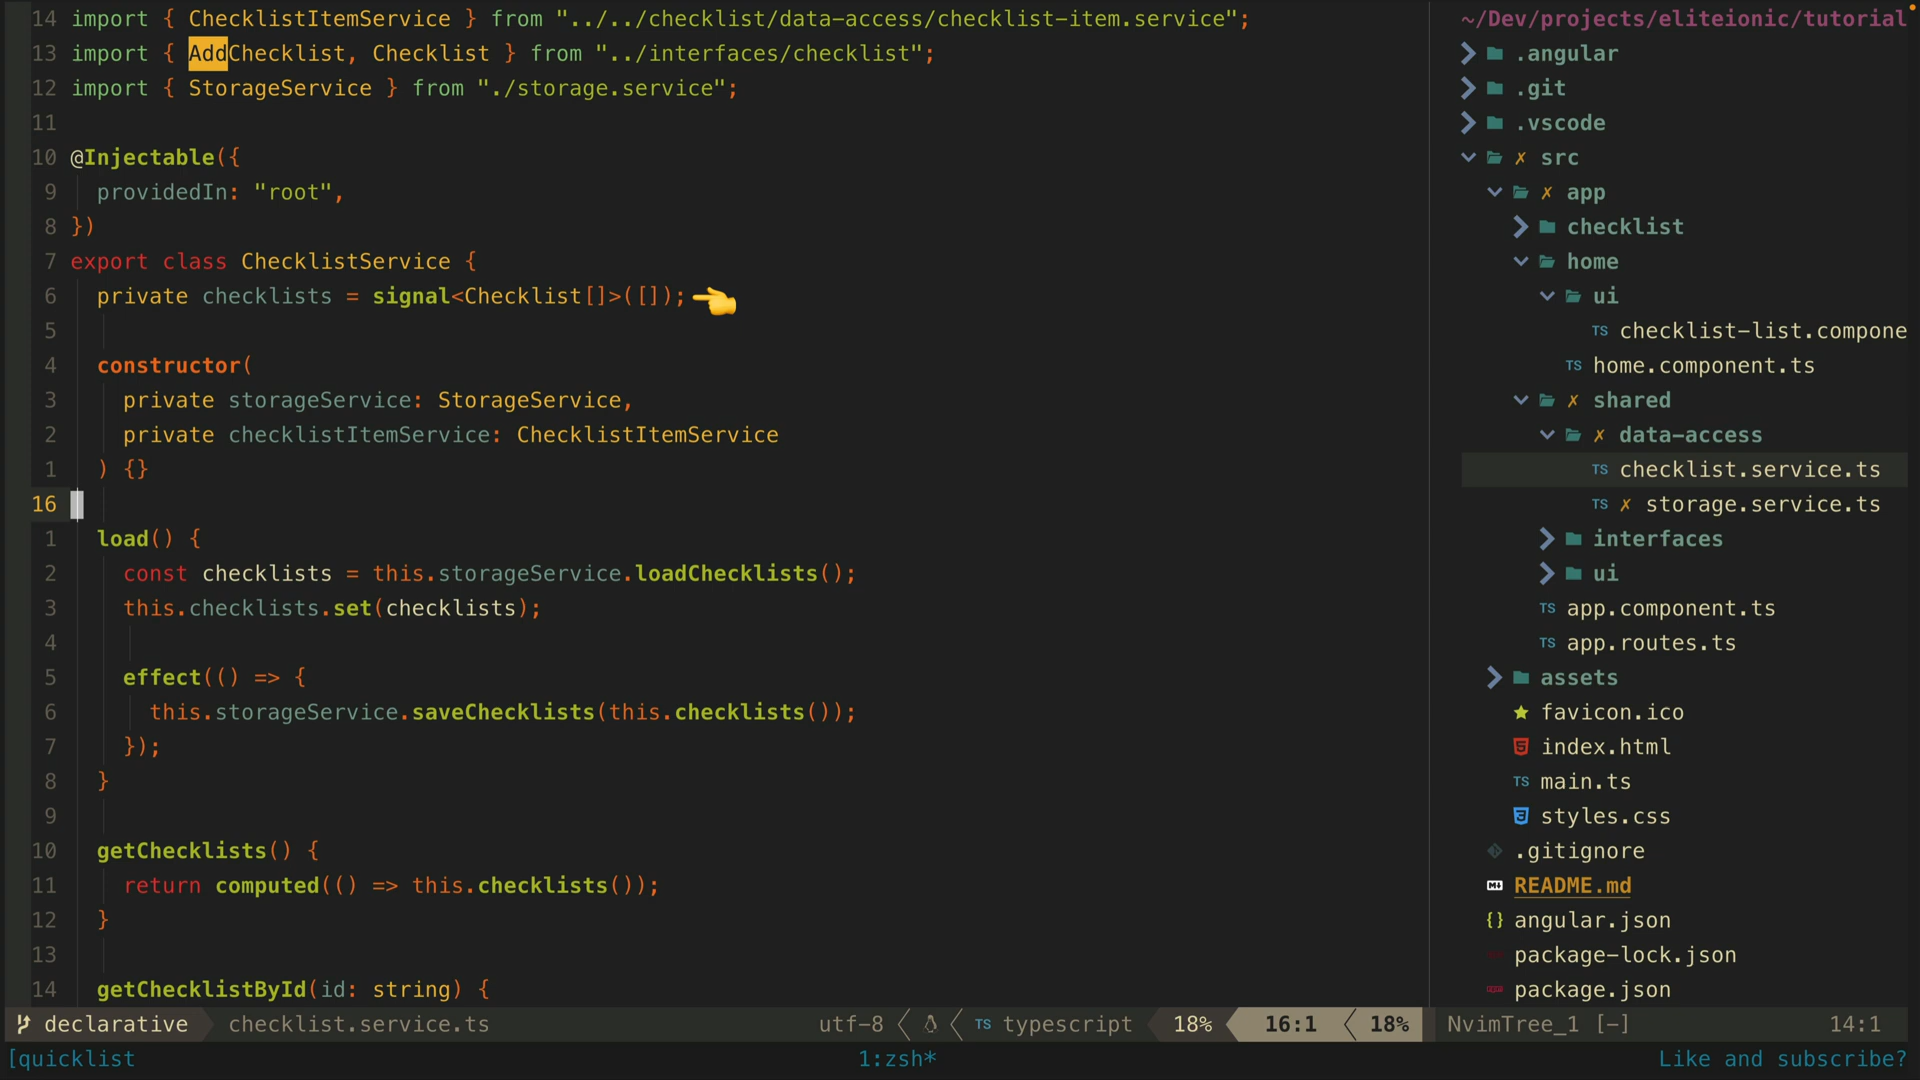 14 import { ChecklistItemService } from "../../checklist/data-access/checklist-item.service";
13 import { AddChecklist, Checklist } from "../interfaces/checklist";
12 import { StorageService } from "./storage.service";
11
10 @Injectable({
9 providedIn: "root",
8 })
7 export class ChecklistService {
6 private checklists = signal<Checklist[]>([]);
5
4 constructor(
3 private storageService: StorageService,
2 private checklistItemService: ChecklistItemService
1 ) {}
16
1 load() {
2 const checklists = this.storageService.loadChecklists();
3 this.checklists.set(checklists);
4
5 effect(() => {
6 this.storageService.saveChecklists(this.checklists());
7 });
8 }
9
10 getChecklists() {
11 return computed(() => this.checklists());
12 }
13
14 getChecklistById(id: string) {
declarative checklist.service.ts utf-8 TS typescript 18% 16:1 18%
~/Dev/projects/eliteionic/tutorial
.angular
.git
.vscode
✗ src
✗ app
checklist
home
ui
TS checklist-list.compone
TS home.component.ts
✗ shared
✗ data-access
TS checklist.service.ts
TS ✗ storage.service.ts
interfaces
ui
TS app.component.ts
TS app.routes.ts
assets
favicon.ico
index.html
TS main.ts
styles.css
.gitignore
README.md
{} angular.json
package-lock.json
package.json
NvimTree_1 [-] 14:1
[quicklist 1:zsh* Like and subscribe?